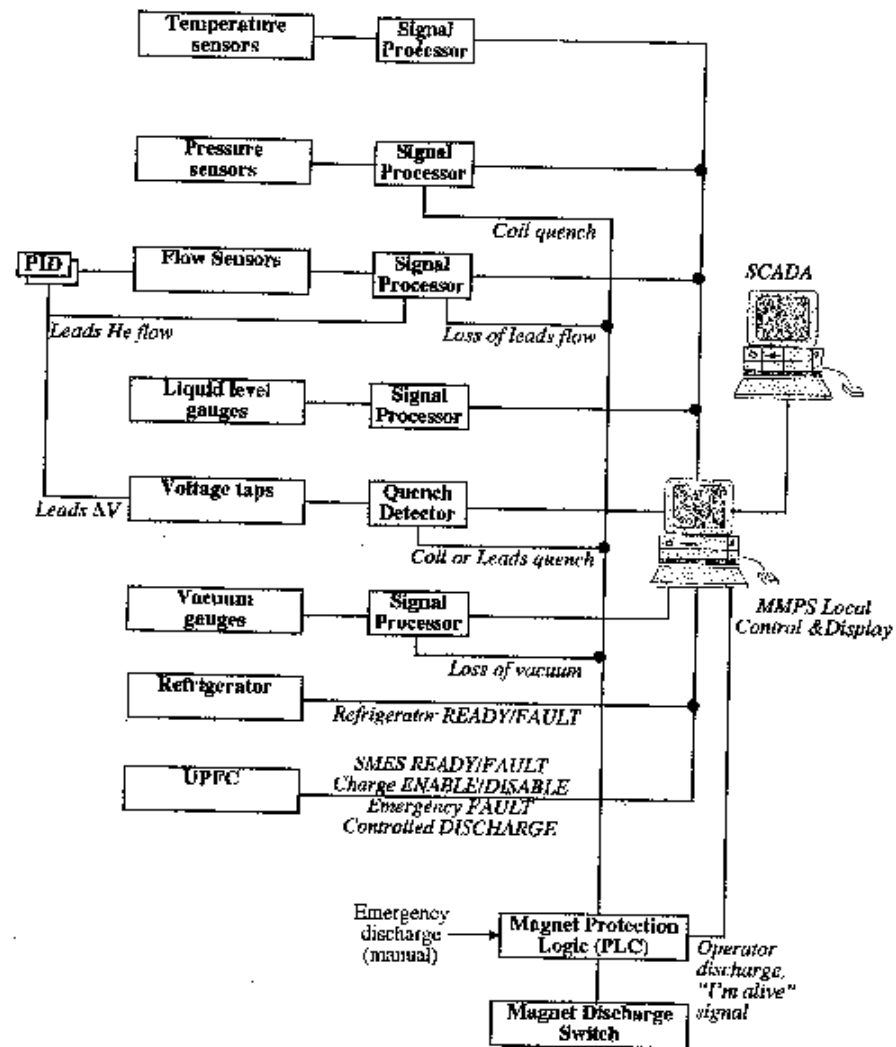 Temperature
sensors
Signal
Processor
Pressure
sensors
Signal
Processor
Coil quench
PID
Flow Sensors
Signal
Processor
SCADA
Leads He flow
Loss of leads flow
Liquid level
gauges
Signal
Processor
Voltage taps
Quench
Detector
Leads ΔV
Coil or Leads quench
Vacuum
gauges
Signal
Processor
MMPS Local
Control &Display
Loss of vacuum
Refrigerator
Refrigerator READY/FAULT
UPFC
SMES READY/FAULT
Charge ENABLE/DISABLE
Emergency FAULT
Controlled DISCHARGE
Emergency
discharge
(manual)
Magnet Protection
Logic (PLC)
Operator
discharge,
"I'm alive"
signal
Magnet Discharge
Switch